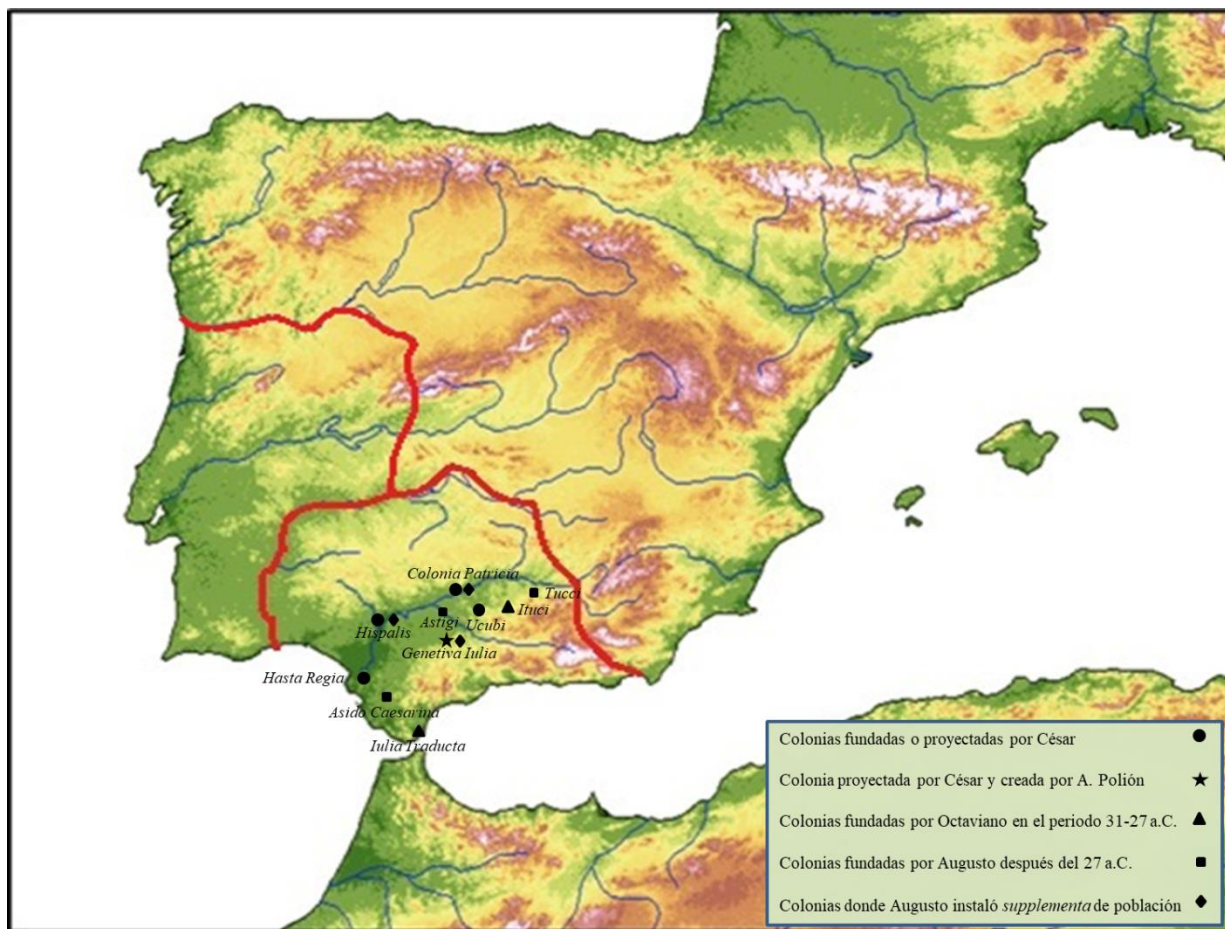 Colonia Patricia
Tucci
Ituci
Ucubi
Astigi
Hispalis
Genetiva Iulia
Hasta Regia
Asido Caesarina
Iulia Traducta
Colonias fundadas o proyectadas por César
Colonia proyectada por César y creada por A. Polión
Colonias fundadas por Octaviano en el periodo 31-27 a.C.
Colonias fundadas por Augusto después del 27 a.C.
Colonias donde Augusto instaló supplementa de población